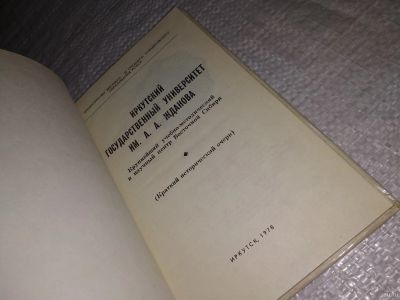 ИРКУТСКИЙ
ГОСУДАРСТВЕННЫЙ УНИВЕРСИТЕТ
ИМ. А. А. ЖДАНОВА
Крупнейший учебно-методический
и научный центр Восточной Сибири
(Краткий исторический очерк)
ИРКУТСК, 1978